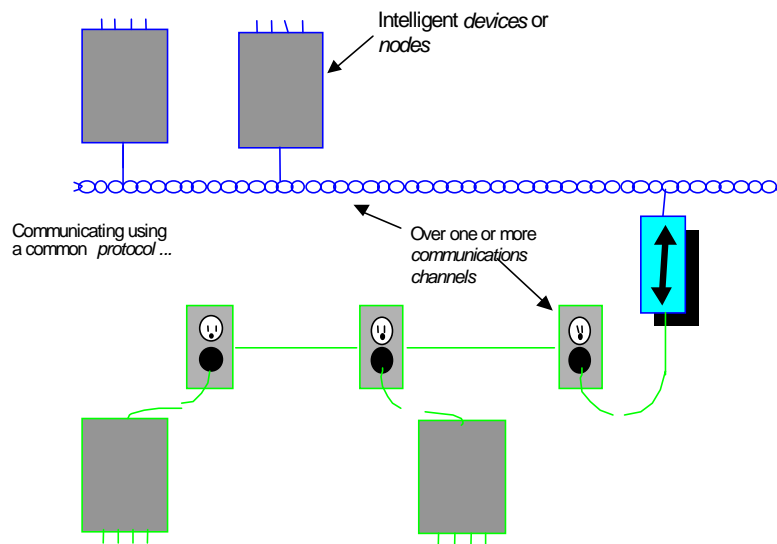 Intelligent devices or
nodes
Communicating using
a common protocol ...
Over one or more
communications
channels